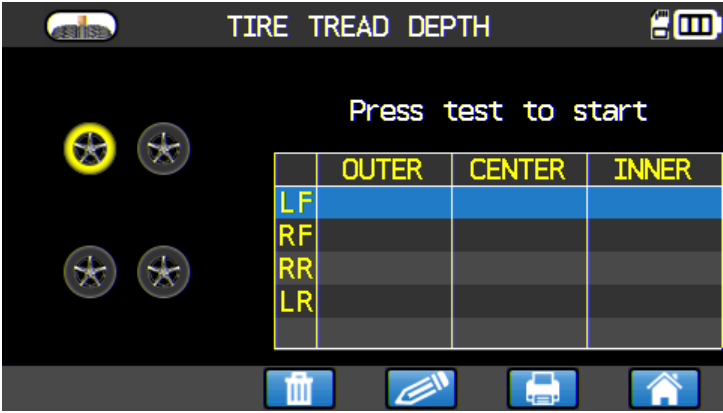 TIRE TREAD DEPTH
Press test to start
OUTER CENTER INNER
LF
RF
RR
LR